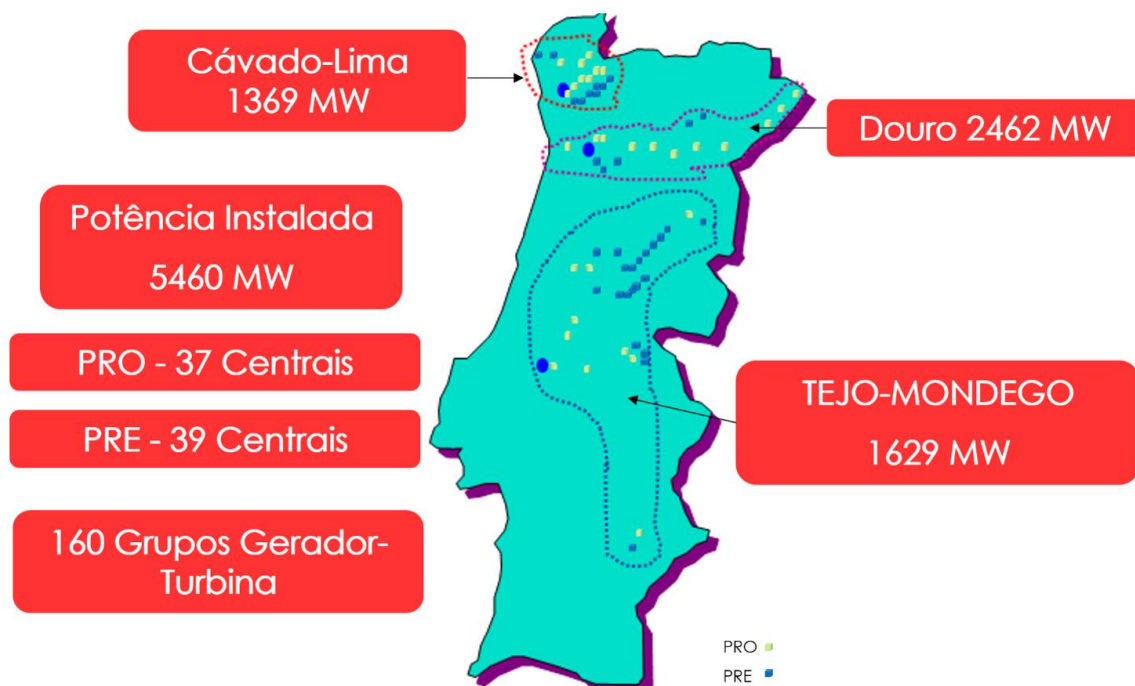 Cávado-Lima
1369 MW
Douro 2462 MW
Potência Instalada
5460 MW
PRO - 37 Centrais
PRE - 39 Centrais
TEJO-MONDEGO
1629 MW
160 Grupos Gerador-
Turbina
PRO
PRE